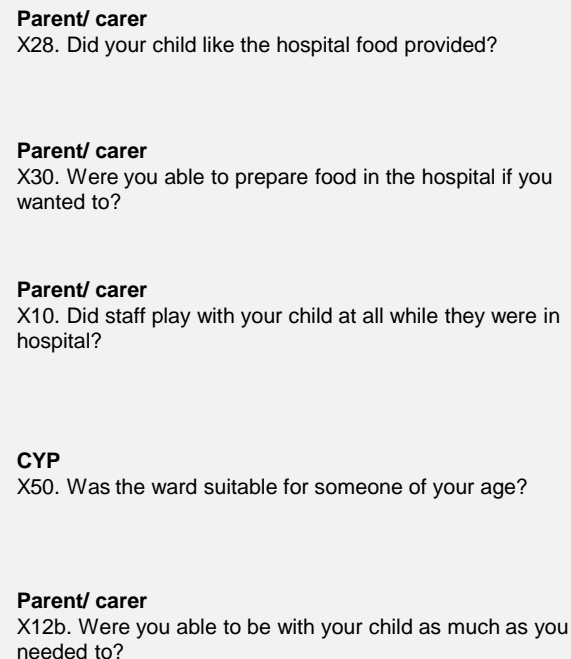 Parent/ carer
X28. Did your child like the hospital food provided?
Parent/ carer
X30. Were you able to prepare food in the hospital if you
wanted to?
Parent/ carer
X10. Did staff play with your child at all while they were in
hospital?
CYP
X50. Was the ward suitable for someone of your age?
Parent/ carer
X12b. Were you able to be with your child as much as you
needed to?